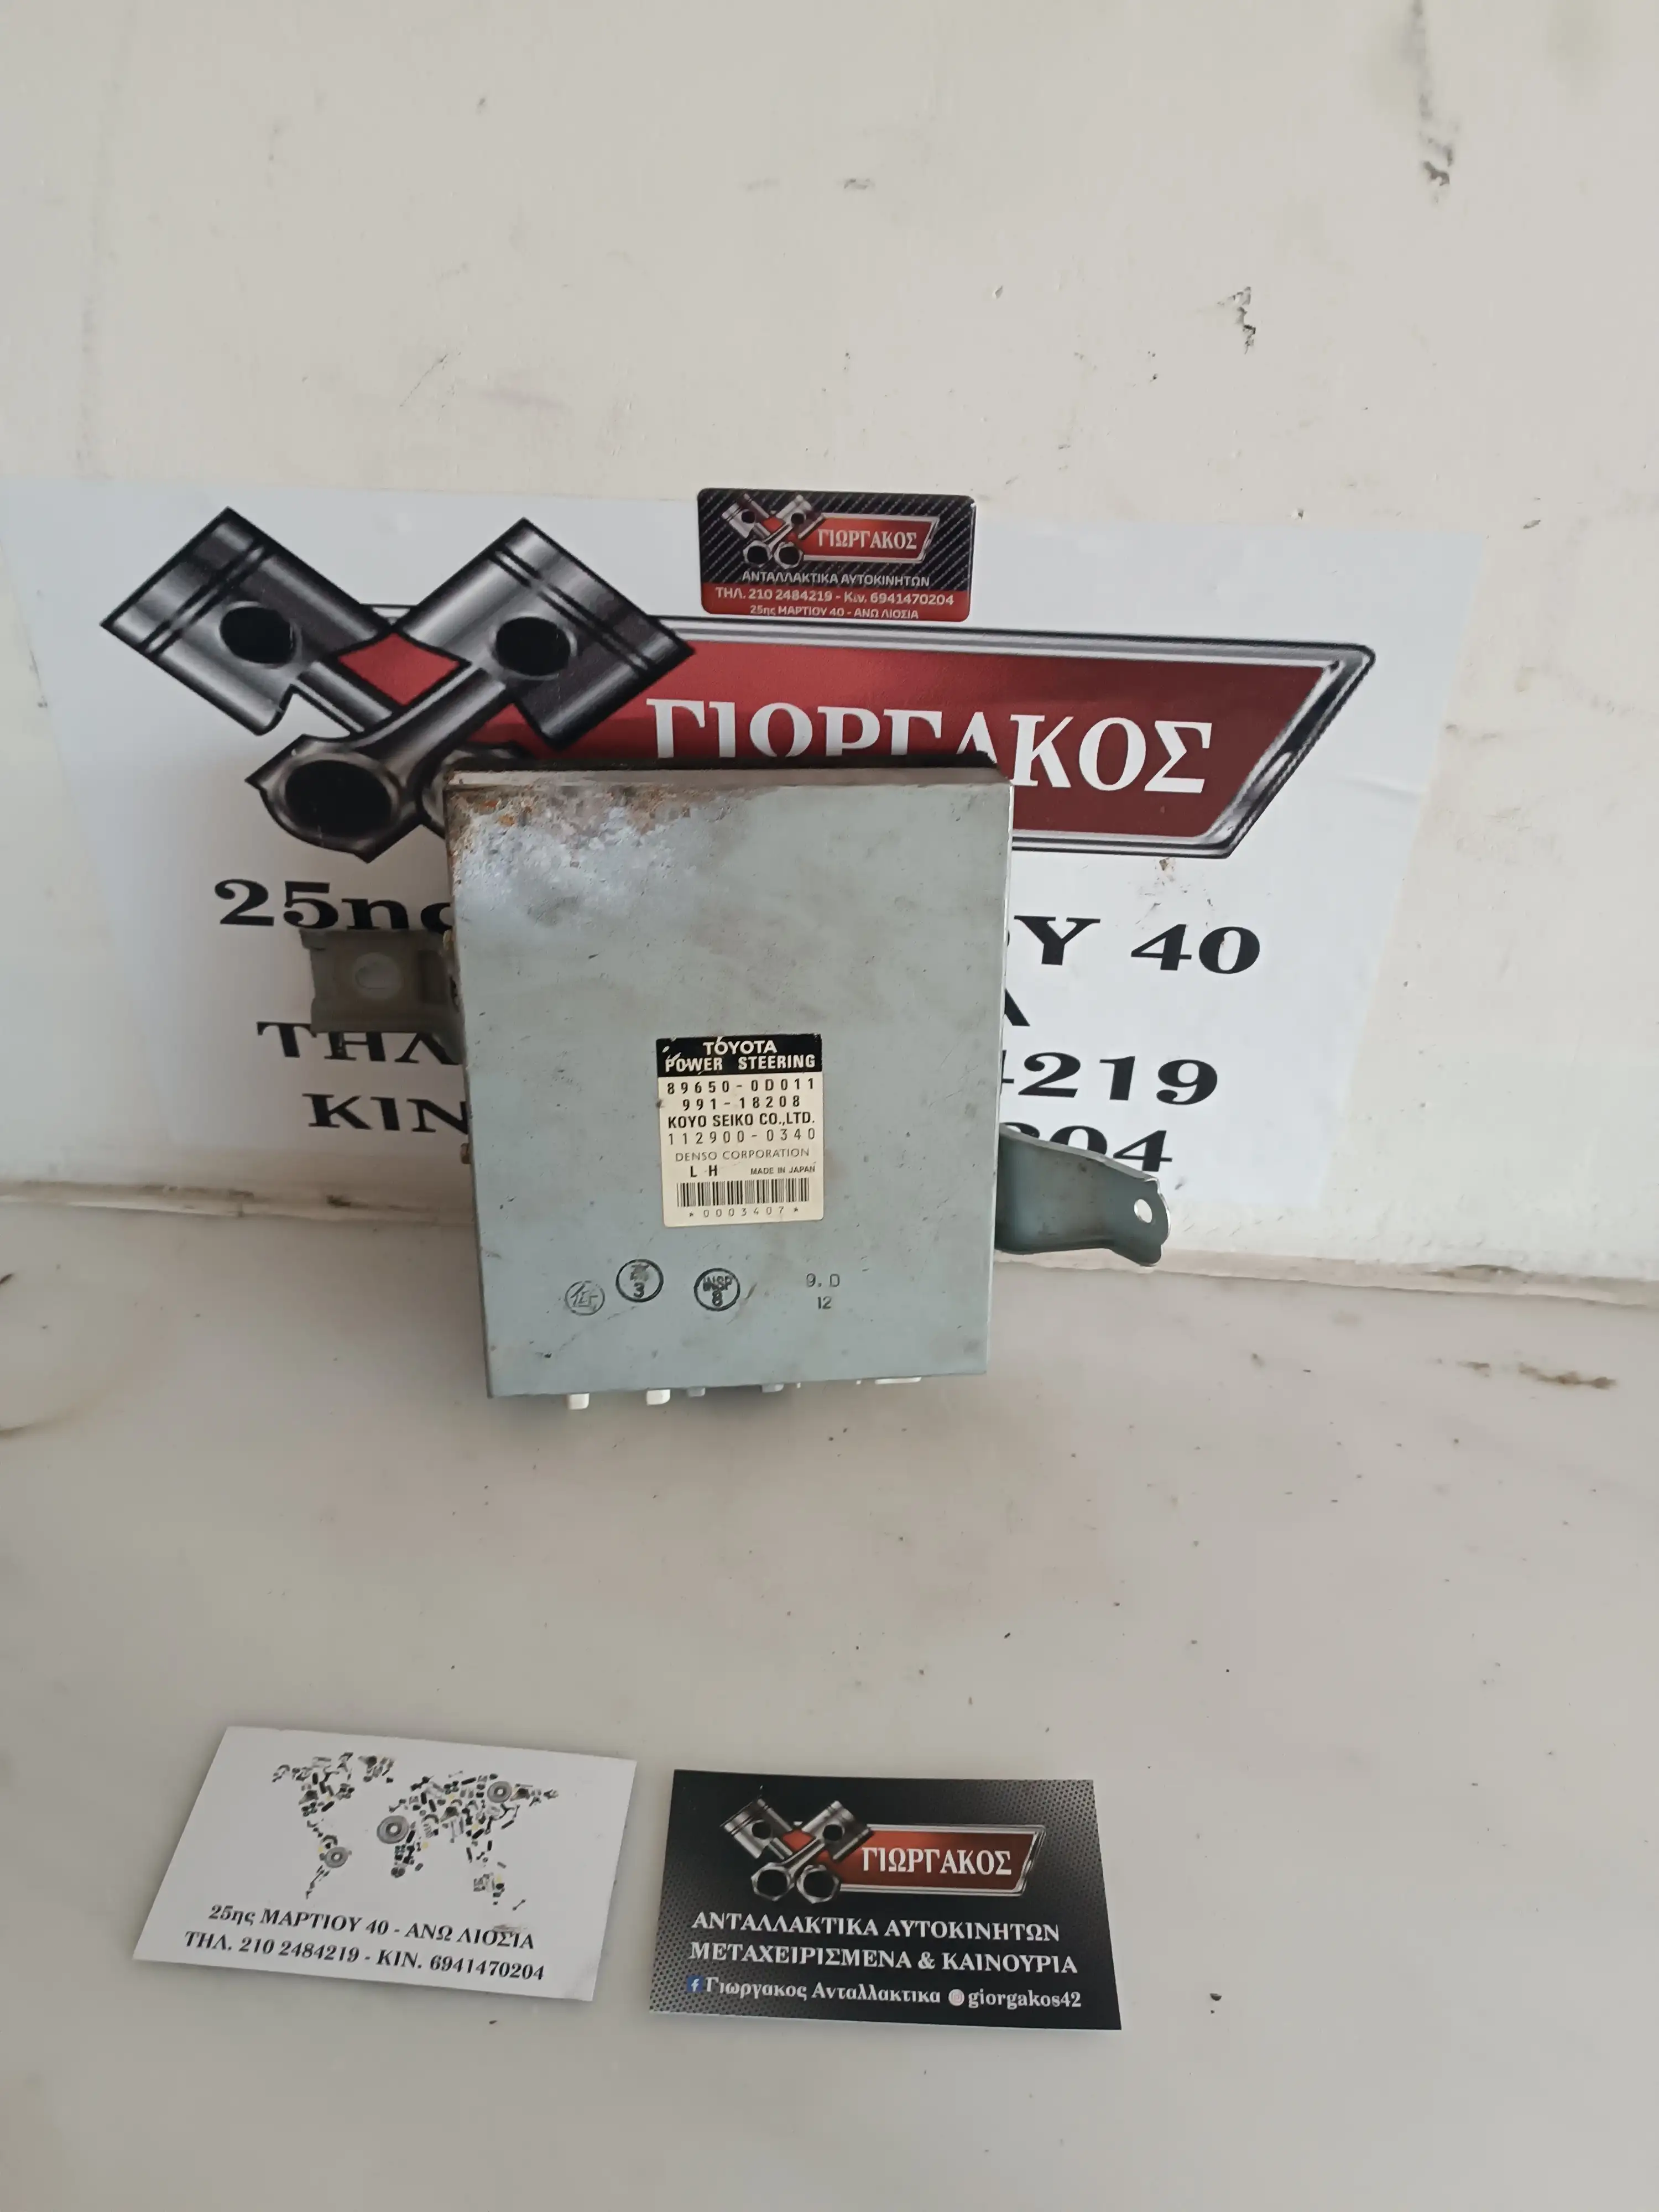 ΓΙΩΡΓΑΚΟΣ
ΑΝΤΑΛΛΑΚΤΙΚΑ ΑΥΤΟΚΙΝΗΤΩΝ
ΤΗΛ. 210 2484219 - Κιν. 6941470204
25ης ΜΑΡΤΙΟΥ 40 - ΑΝΩ ΛΙΟΣΙΑ
ΓΙΩΡΓΑΚΟΣ
25ης ΟΥ 40
ΤΗΛ 4219
ΚΙΝ 204
TOYOTA
POWER STEERING
89650-0D011
991-18208
KOYO SEIKO CO.,LTD.
112900-0340
DENSO CORPORATION
LH MADE IN JAPAN
*0003407*
3
INSP
8
9.D
12
25ης ΜΑΡΤΙΟΥ 40 - ΑΝΩ ΛΙΟΣΙΑ
ΤΗΛ. 210 2484219 - ΚΙΝ. 6941470204
ΓΙΩΡΓΑΚΟΣ
ΑΝΤΑΛΛΑΚΤΙΚΑ ΑΥΤΟΚΙΝΗΤΩΝ
ΜΕΤΑΧΕΙΡΙΣΜΕΝΑ & ΚΑΙΝΟΥΡΙΑ
Γιωργακος Ανταλλακτικα giorgakos42